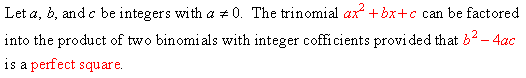 Let a, b, and c be integers with a ≠ 0. The trinomial ax² + bx + c can be factored
into the product of two binomials with integer cofficients provided that b² – 4ac
is a perfect square.